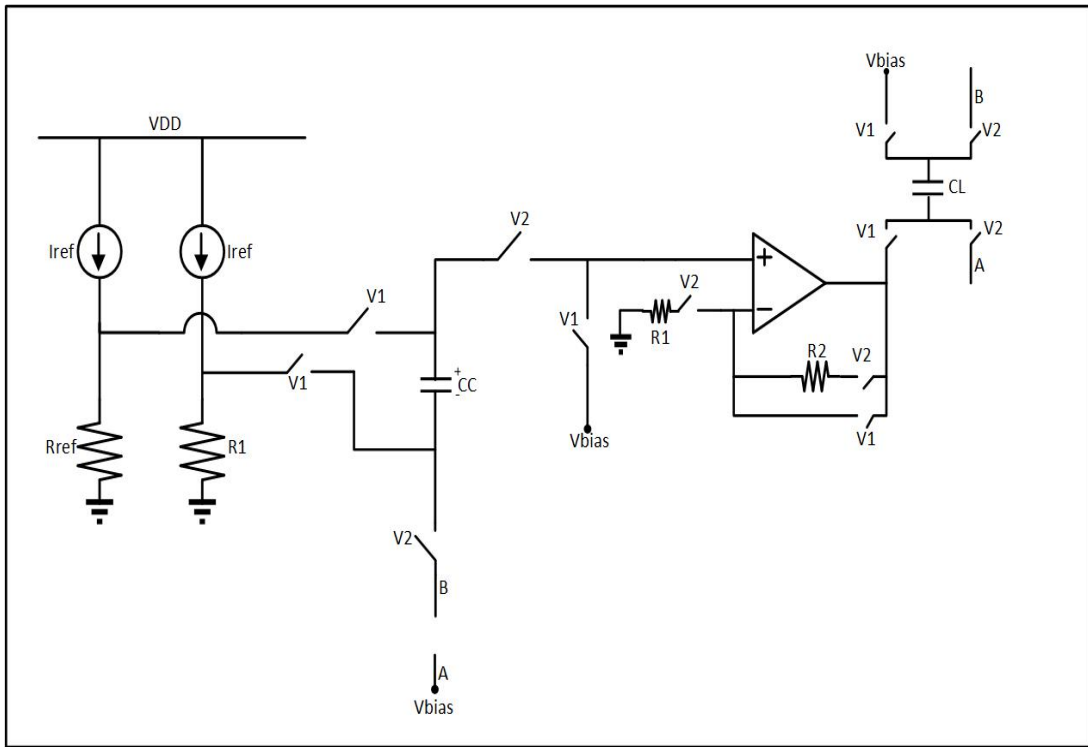 Vbias
B
V1
V2
CL
V1
V2
A
VDD
Iref
Iref
V2
V1
V1
+
CC
-
V1
Vbias
+
-
V2
R1
R2
V2
V1
Rref
R1
V2
B
A
Vbias